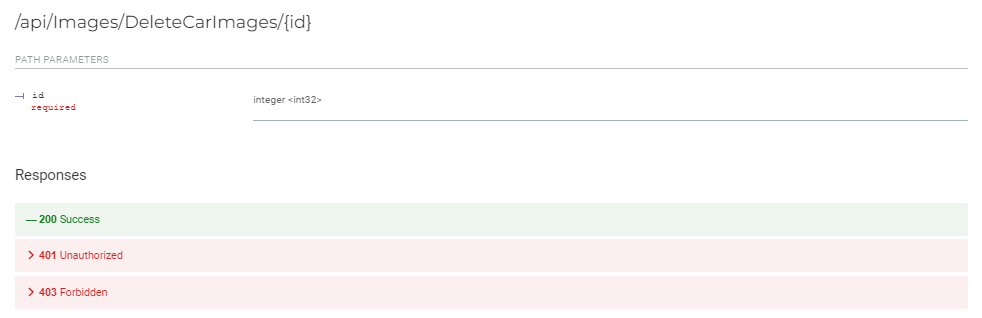 /api/Images/DeleteCarImages/{id}
PATH PARAMETERS
id
required
integer <int32>
Responses
200 Success
401 Unauthorized
403 Forbidden